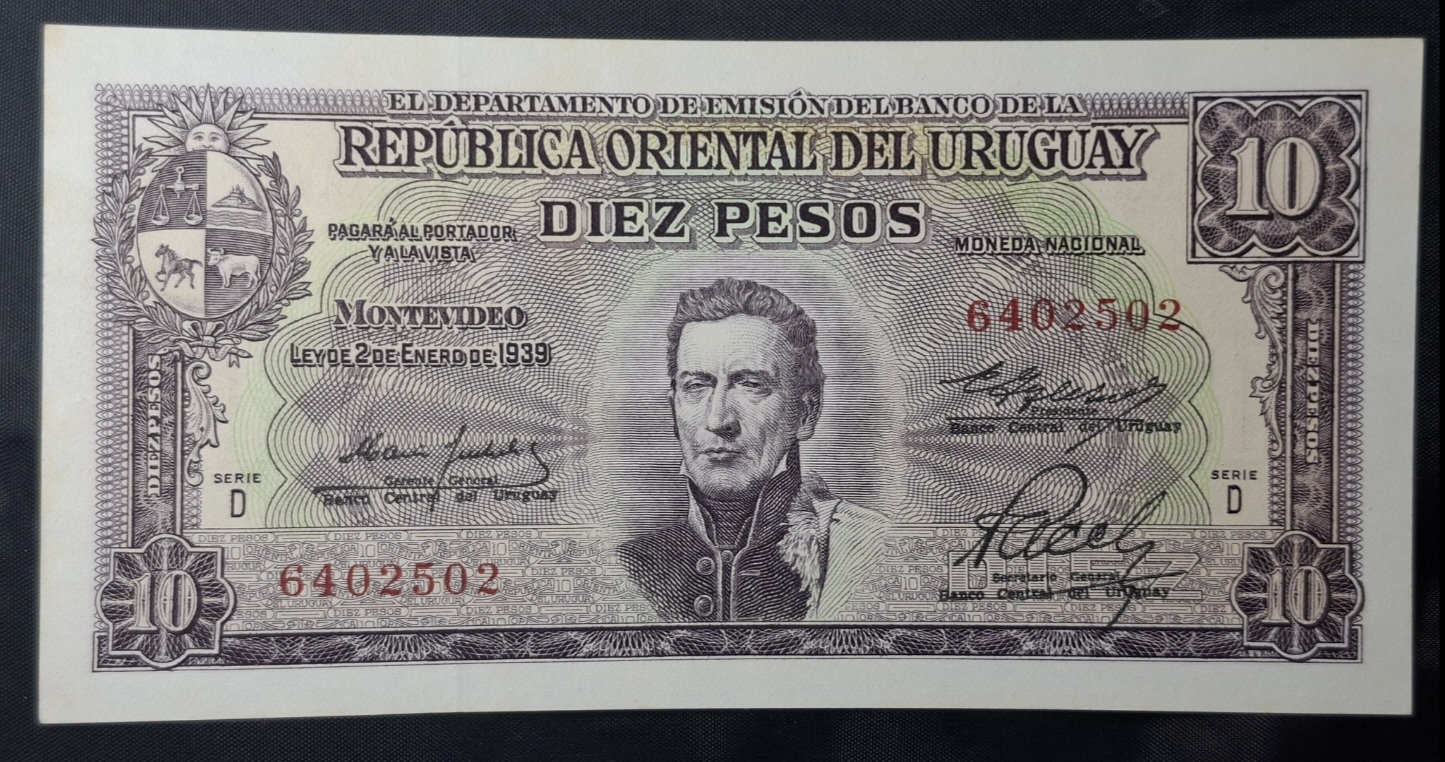 EL DEPARTAMENTO DE EMISIÓN DEL BANCO DE LA
REPÚBLICA ORIENTAL DEL URUGUAY
10
DIEZ PESOS
PAGARÁ AL PORTADOR
Y A LA VISTA
MONEDA NACIONAL
MONTEVIDEO
LEY DE 2 DE ENERO DE 1939
6402502
Presidente
Banco Central del Uruguay
Gerente General
Banco Central del Uruguay
SERIE
D
SERIE
D
DIEZ PESOS
DIEZ PESOS
6402502
Secretario General
Banco Central del Uruguay
10
10